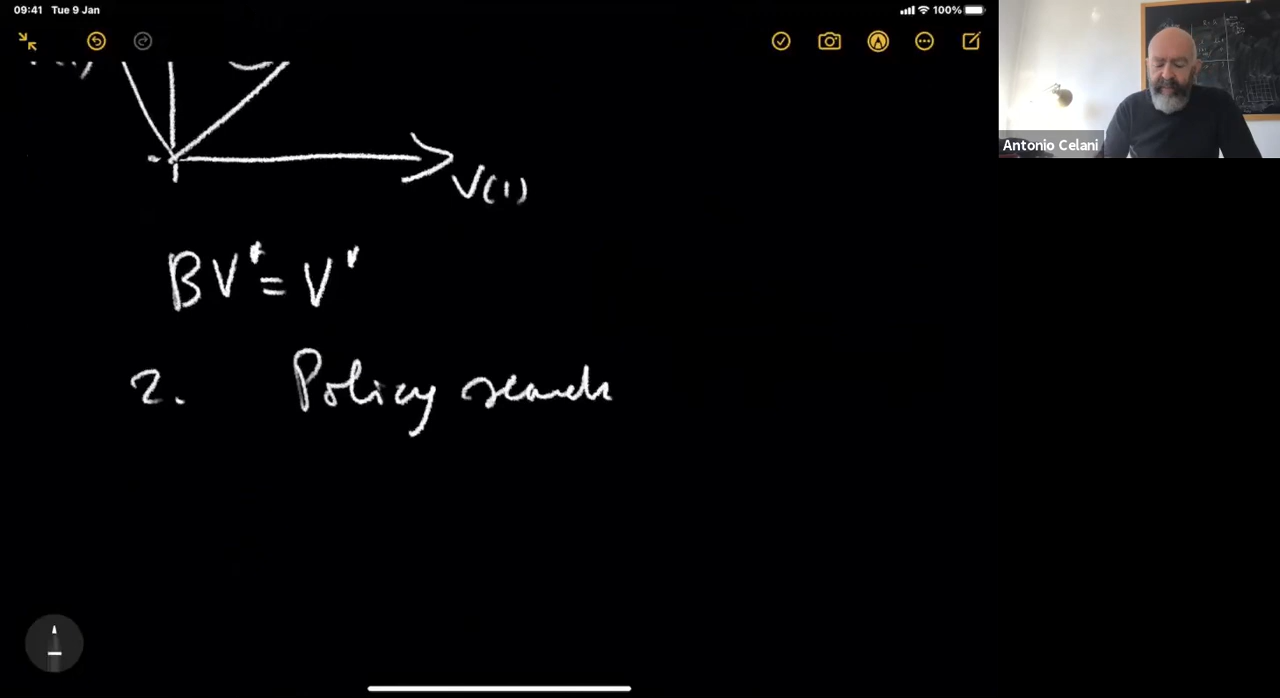 09:41 Tue 9 Jan 100%
Antonio Celani
V(1)
BV* = V*
2. Policy search